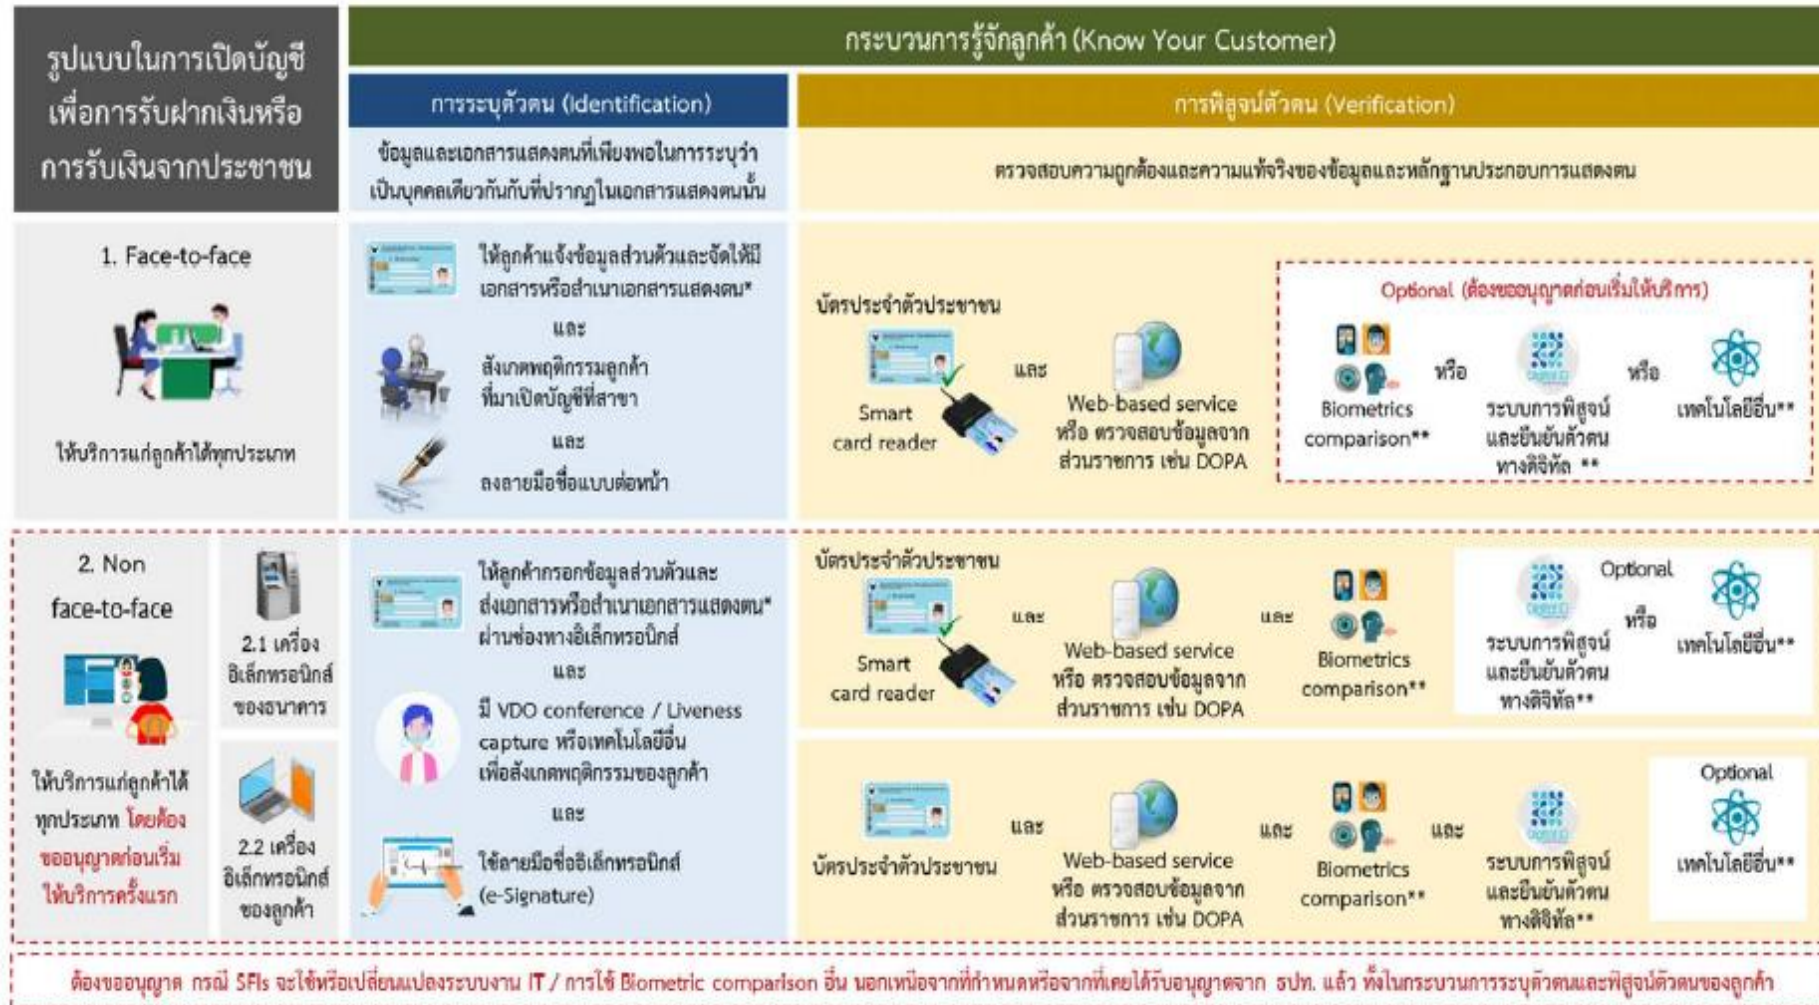 รูปแบบในการเปิดบัญชี
เพื่อการรับฝากเงินหรือ
การรับเงินจากประชาชน
กระบวนการรู้จักลูกค้า (Know Your Customer)
การระบุตัวตน (Identification)
การพิสูจน์ตัวตน (Verification)
ข้อมูลและเอกสารแสดงตนที่เพียงพอในการระบุว่า
เป็นบุคคลเดียวกันกับที่ปรากฏในเอกสารแสดงตนนั้น
ตรวจสอบความถูกต้องและความแท้จริงของข้อมูลและหลักฐานประกอบการแสดงตน
1. Face-to-face
ให้บริการแก่ลูกค้าได้ทุกประเภท
ให้ลูกค้าแจ้งข้อมูลส่วนตัวและจัดให้มี
เอกสารหรือสำเนาเอกสารแสดงตน*
และ
สังเกตพฤติกรรมลูกค้า
ที่มาเปิดบัญชีที่สาขา
และ
ลงลายมือชื่อแบบต่อหน้า
บัตรประจำตัวประชาชน
Smart
card reader
และ
Web-based service
หรือ ตรวจสอบข้อมูลจาก
ส่วนราชการ เช่น DOPA
Optional (ต้องขออนุญาตก่อนเริ่มให้บริการ)
Biometrics
comparison**
หรือ
ระบบการพิสูจน์
และยืนยันตัวตน
ทางดิจิทัล **
หรือ
เทคโนโลยีอื่น**
2. Non
face-to-face
ให้บริการแก่ลูกค้าได้
ทุกประเภท โดยต้อง
ขออนุญาตก่อนเริ่ม
ให้บริการครั้งแรก
2.1 เครื่อง
อิเล็กทรอนิกส์
ของธนาคาร
2.2 เครื่อง
อิเล็กทรอนิกส์
ของลูกค้า
ให้ลูกค้ากรอกข้อมูลส่วนตัวและ
ส่งเอกสารหรือสำเนาเอกสารแสดงตน*
ผ่านช่องทางอิเล็กทรอนิกส์
และ
มี VDO conference / Liveness
capture หรือเทคโนโลยีอื่น
เพื่อสังเกตพฤติกรรมของลูกค้า
และ
ใช้ลายมือชื่ออิเล็กทรอนิกส์
(e-Signature)
บัตรประจำตัวประชาชน
Smart
card reader
และ
Web-based service
หรือ ตรวจสอบข้อมูลจาก
ส่วนราชการ เช่น DOPA
และ
Biometrics
comparison**
Optional
ระบบการพิสูจน์
และยืนยันตัวตน
ทางดิจิทัล**
หรือ
เทคโนโลยีอื่น**
บัตรประจำตัวประชาชน
และ
Web-based service
หรือ ตรวจสอบข้อมูลจาก
ส่วนราชการ เช่น DOPA
และ
Biometrics
comparison**
และ
ระบบการพิสูจน์
และยืนยันตัวตน
ทางดิจิทัล**
Optional
เทคโนโลยีอื่น**
ต้องขออนุญาต กรณี SFIs จะใช้หรือเปลี่ยนแปลงระบบงาน IT / การใช้ Biometric comparison อื่น นอกเหนือจากที่กำหนดหรือจากที่เคยได้รับอนุญาตจาก ธปท. แล้ว ทั้งในกระบวนการระบุตัวตนและพิสูจน์ตัวตนของลูกค้า